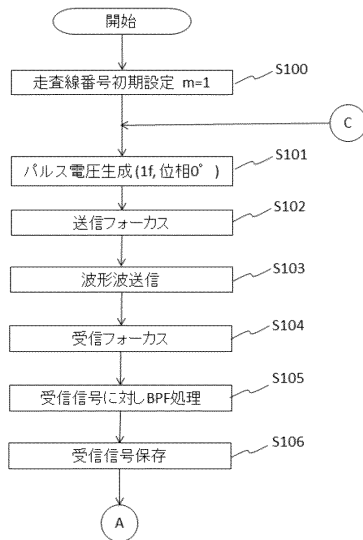 開始
走査線番号初期設定 m=1
S100
C
パルス電圧生成(1f,位相0°)
S101
送信フォーカス
S102
波形波送信
S103
受信フォーカス
S104
受信信号に対しBPF処理
S105
受信信号保存
S106
A